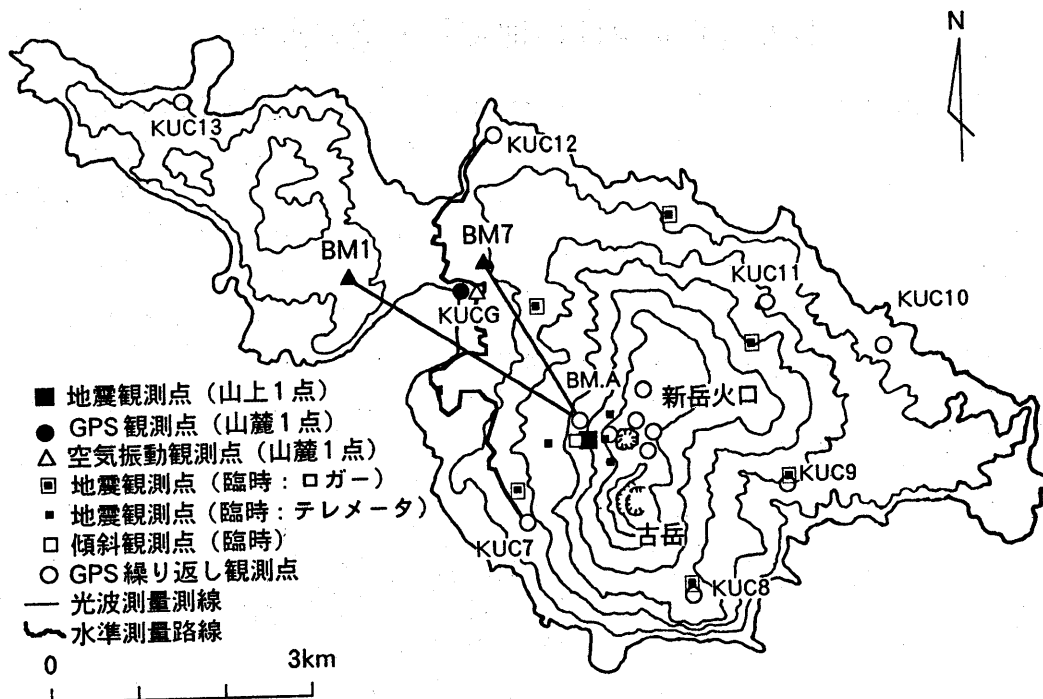 N
KUC13
KUC12
BM7
BM1
KUC11
KUC10
KUCG
BM.A
新岳火口
KUC9
古岳
KUC7
KUC8
地震観測点（山上1点）
GPS観測点（山麓1点）
空気振動観測点（山麓1点）
地震観測点（臨時：ロガー）
地震観測点（臨時：テレメータ）
傾斜観測点（臨時）
GPS繰り返し観測点
光波測量測線
水準測量路線
0 3km